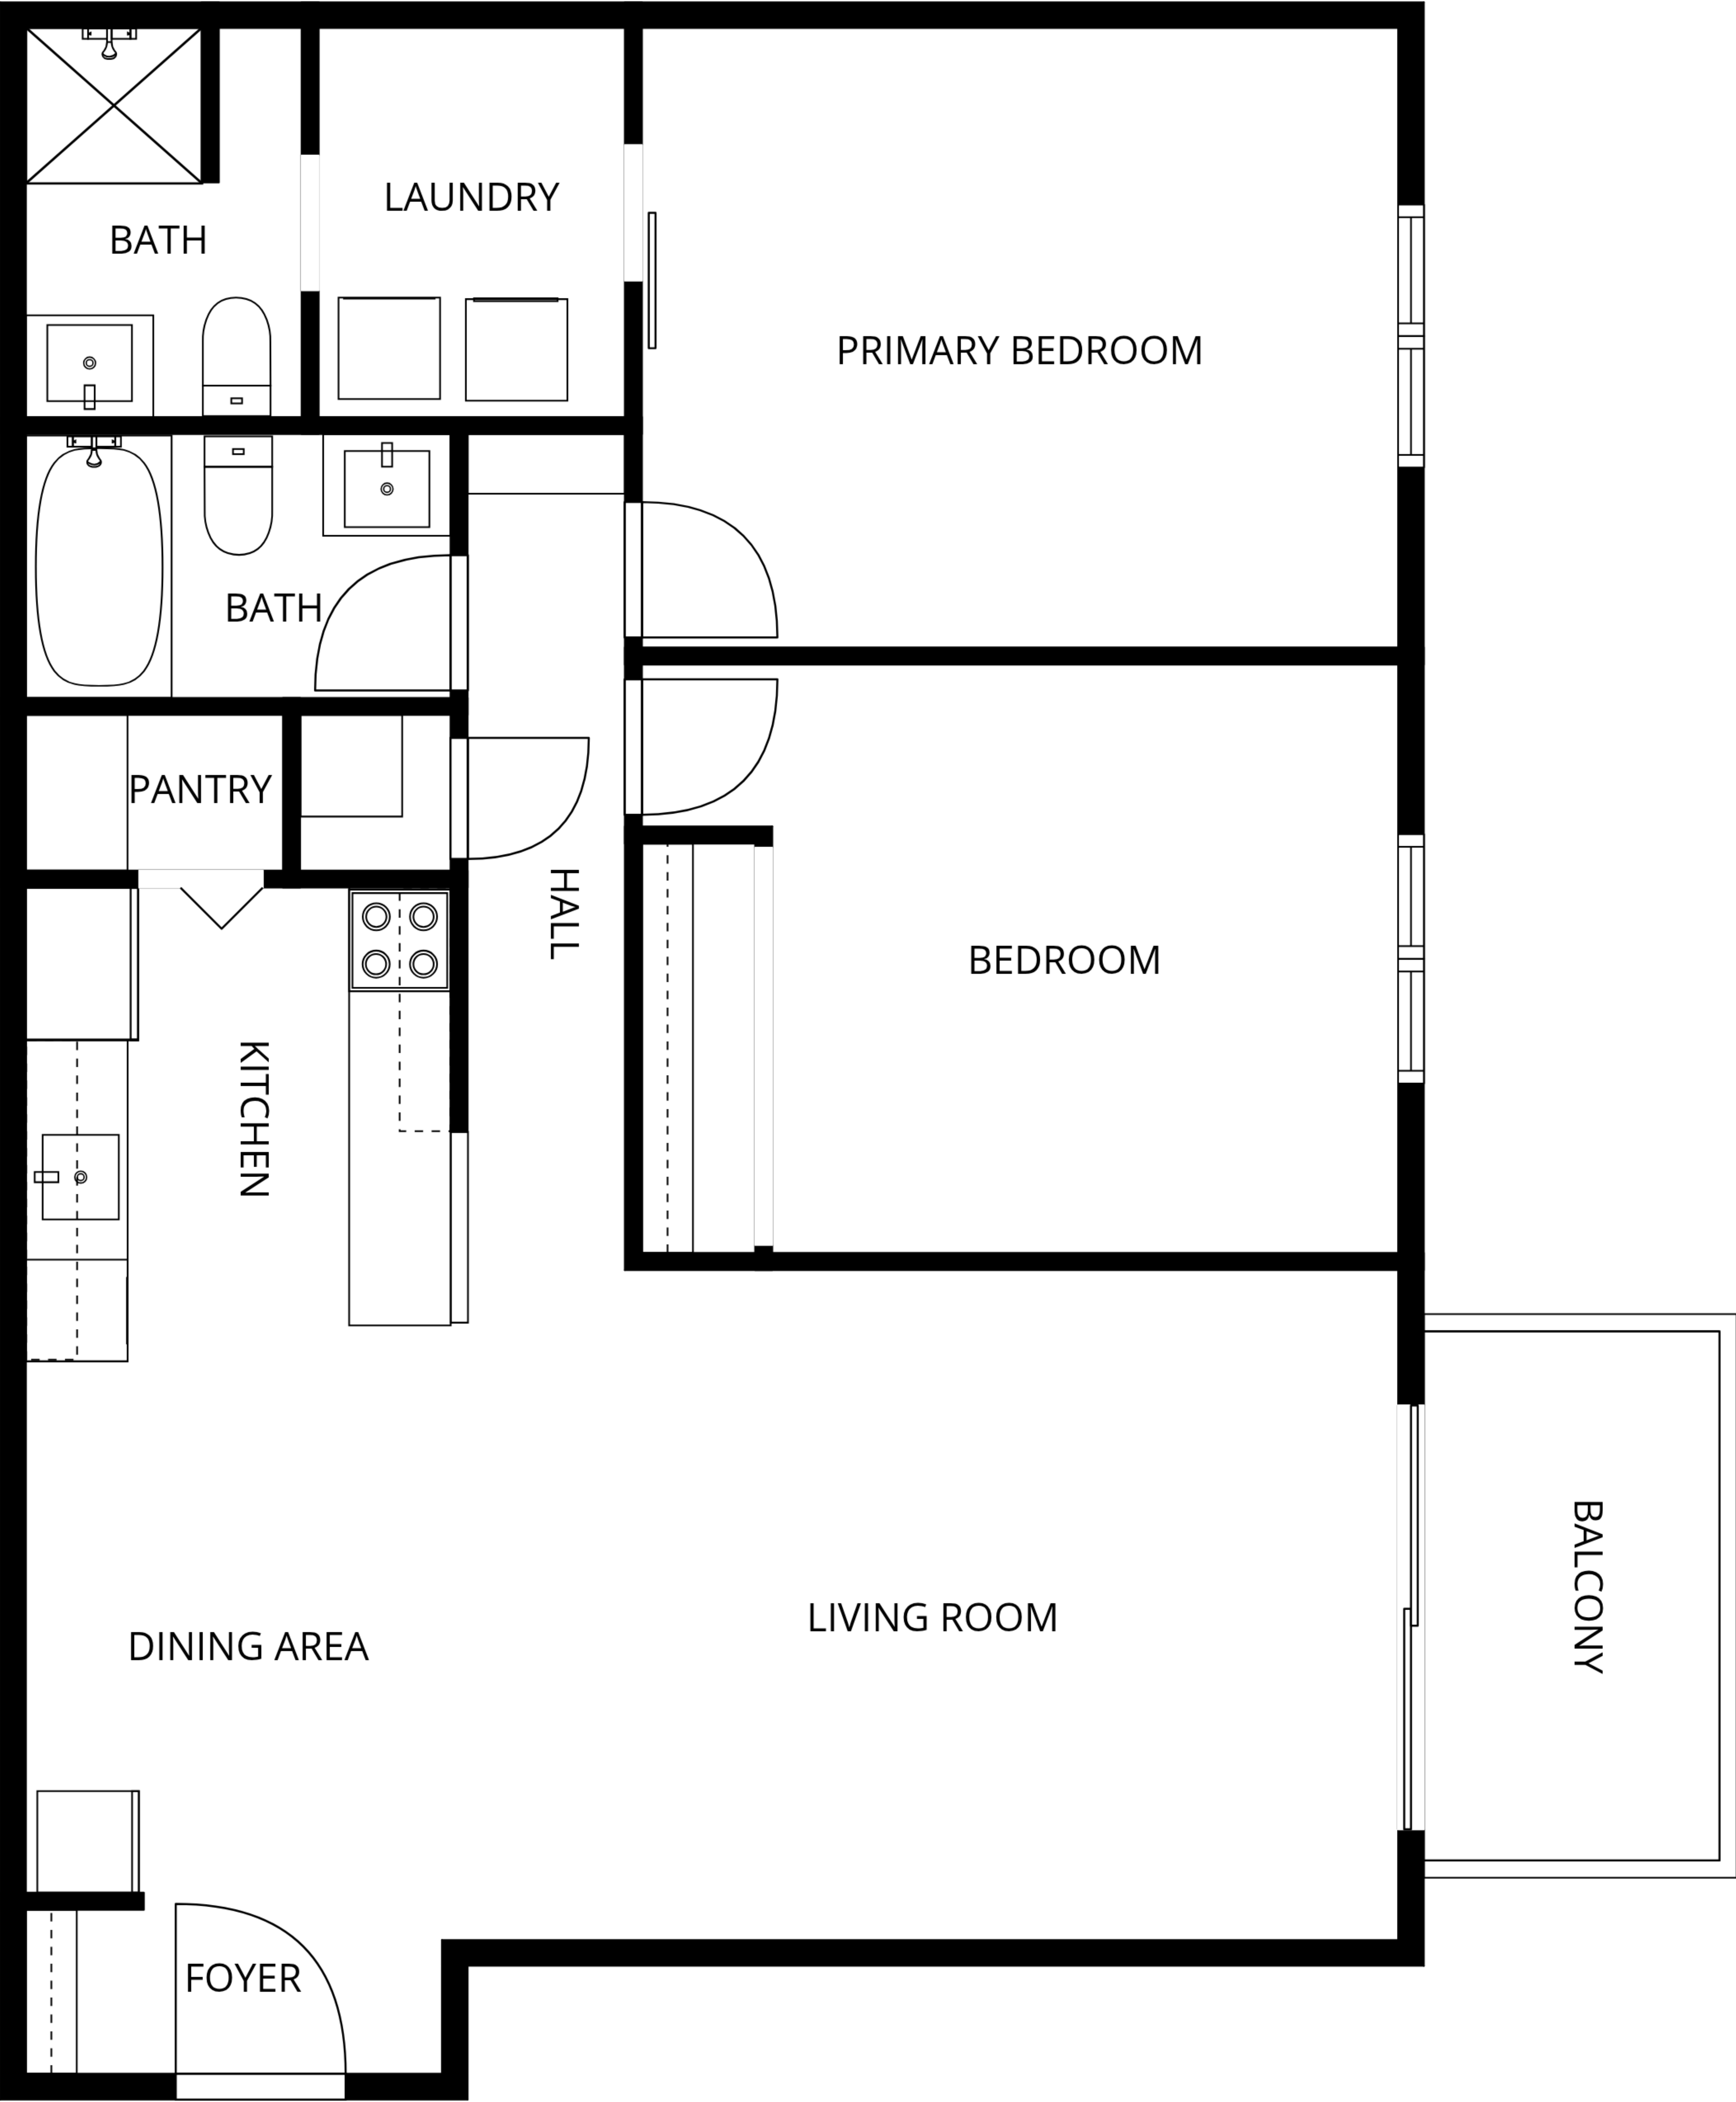 LAUNDRY
BATH
PRIMARY BEDROOM
BATH
PANTRY
HALL
BEDROOM
KITCHEN
BALCONY
LIVING ROOM
DINING AREA
FOYER